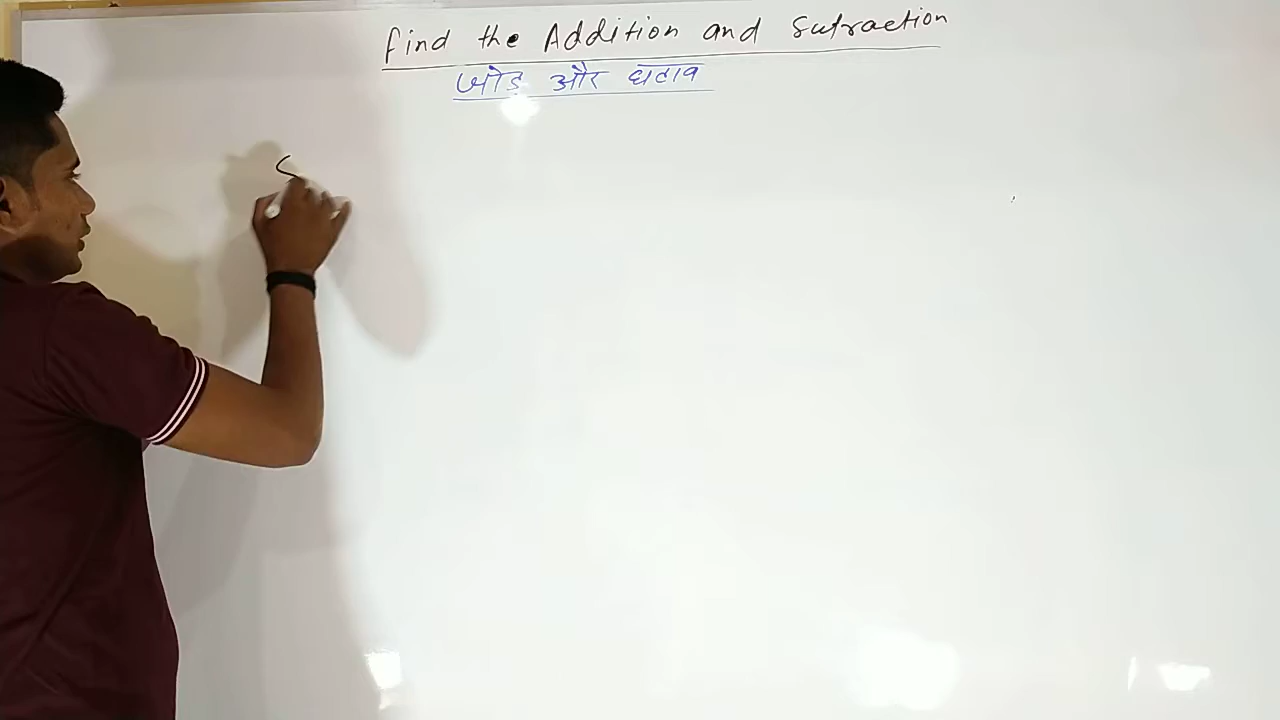 Find the Addition and Sutraction
जोड़ और घटाव